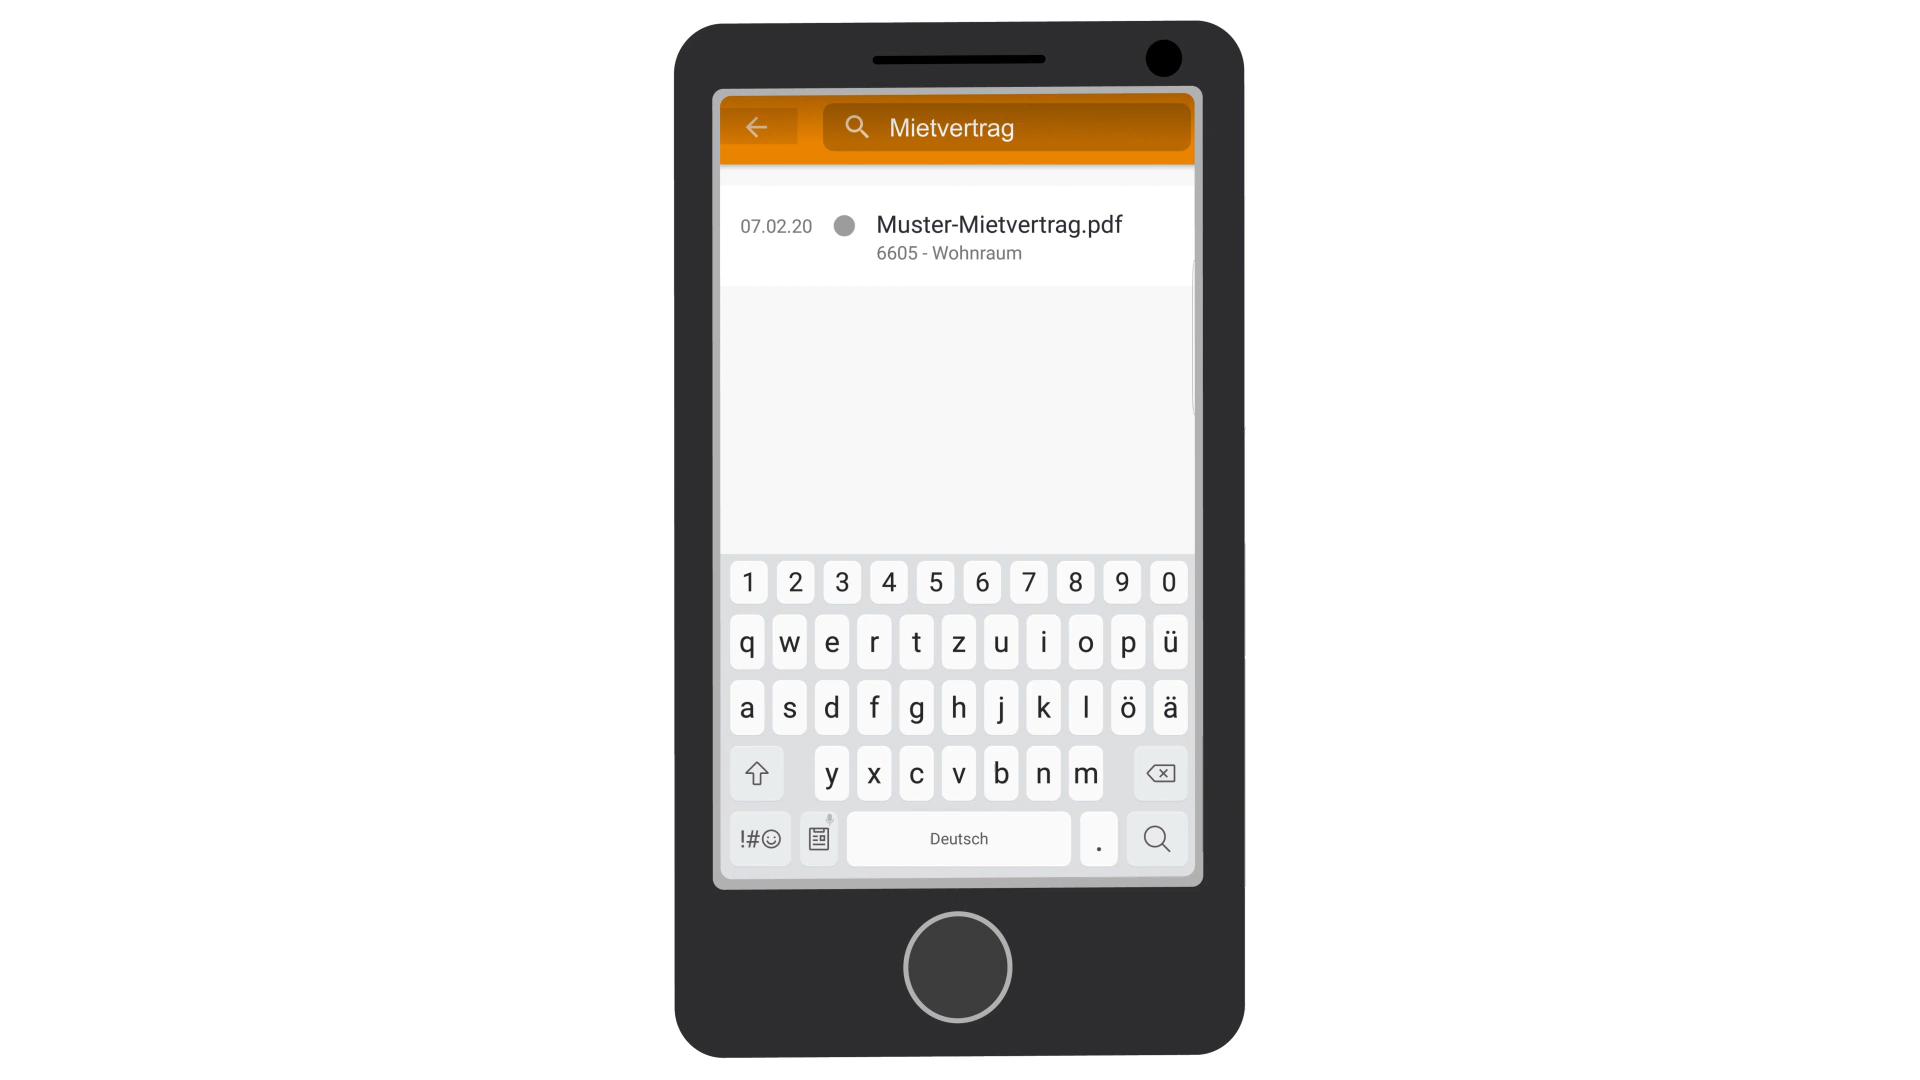 Mietvertrag
07.02.20 Muster-Mietvertrag.pdf
6605 - Wohnraum
1 2 3 4 5 6 7 8 9 0
q w e r t z u i o p ü
a s d f g h j k l ö ä
y x c v b n m
!#☺ Deutsch .